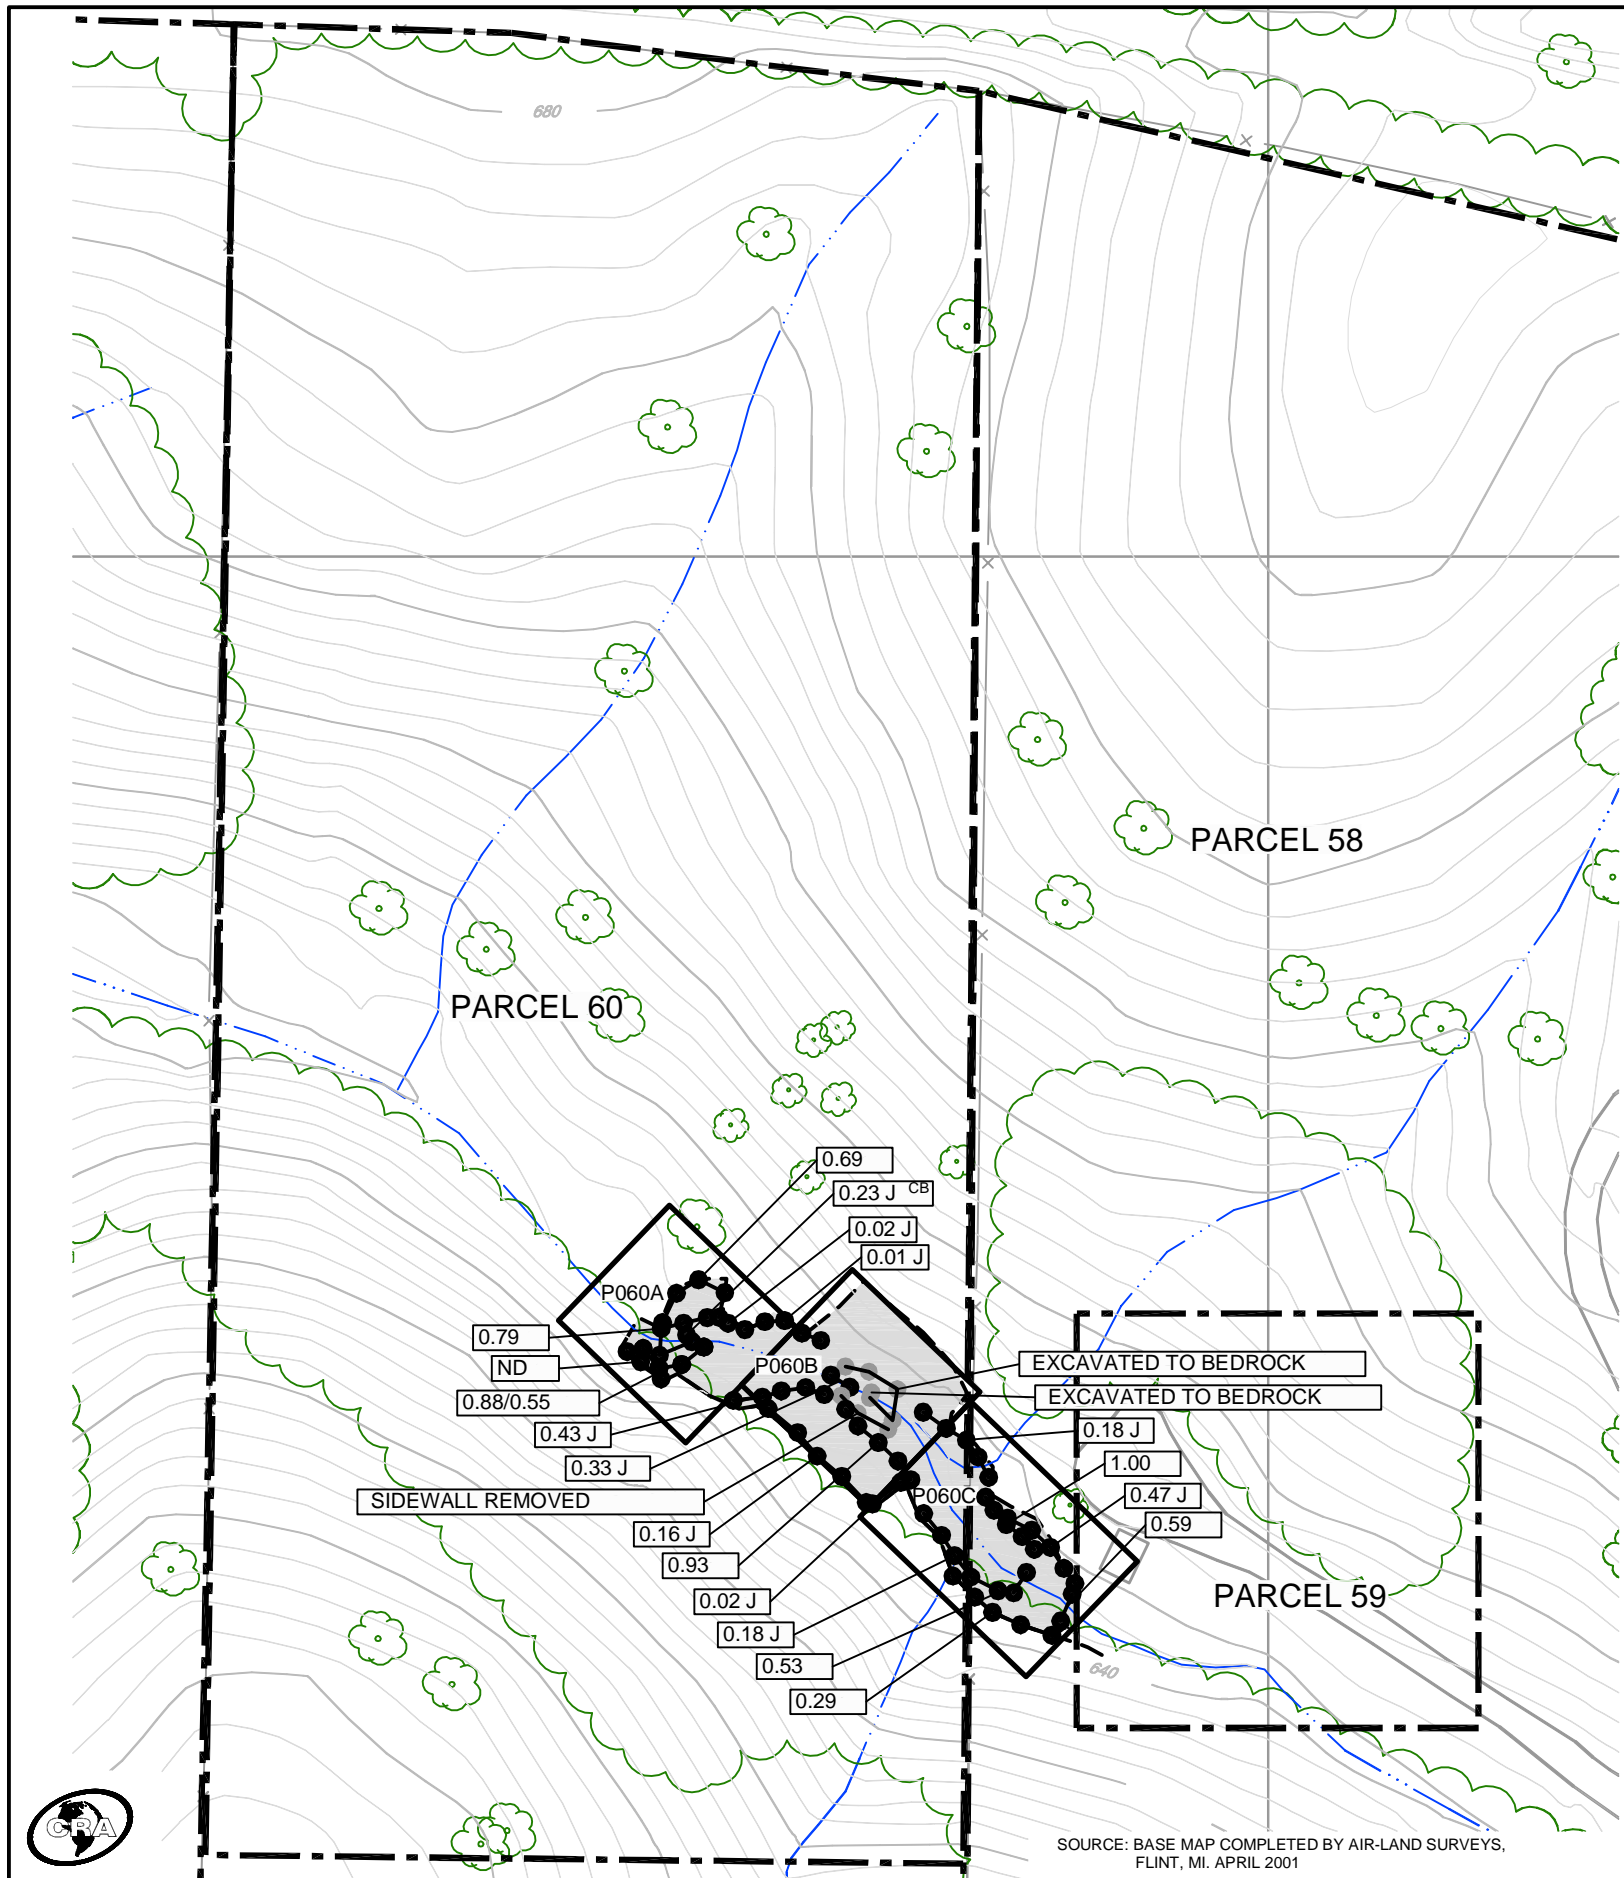 680
PARCEL 58
PARCEL 60
0.69
0.23 J CB
0.02 J
0.01 J
P060A
0.79
P060B
EXCAVATED TO BEDROCK
ND
EXCAVATED TO BEDROCK
0.88/0.55
0.43 J
0.18 J
0.33 J
1.00
SIDEWALL REMOVED
P060C
0.47 J
0.16 J
0.59
0.93
0.02 J
PARCEL 59
0.18 J
0.53
640
0.29
CRA
SOURCE: BASE MAP COMPLETED BY AIR-LAND SURVEYS,
FLINT, MI. APRIL 2001